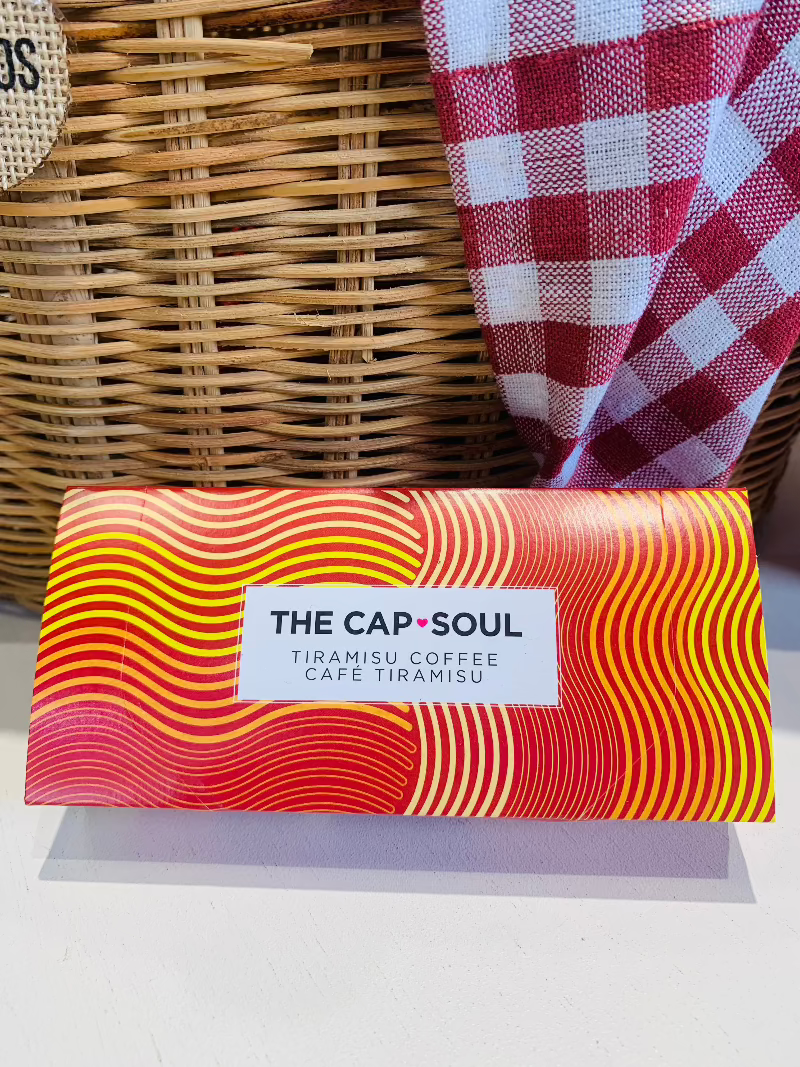 THE CAP♥SOUL
TIRAMISU COFFEE
CAFÉ TIRAMISU